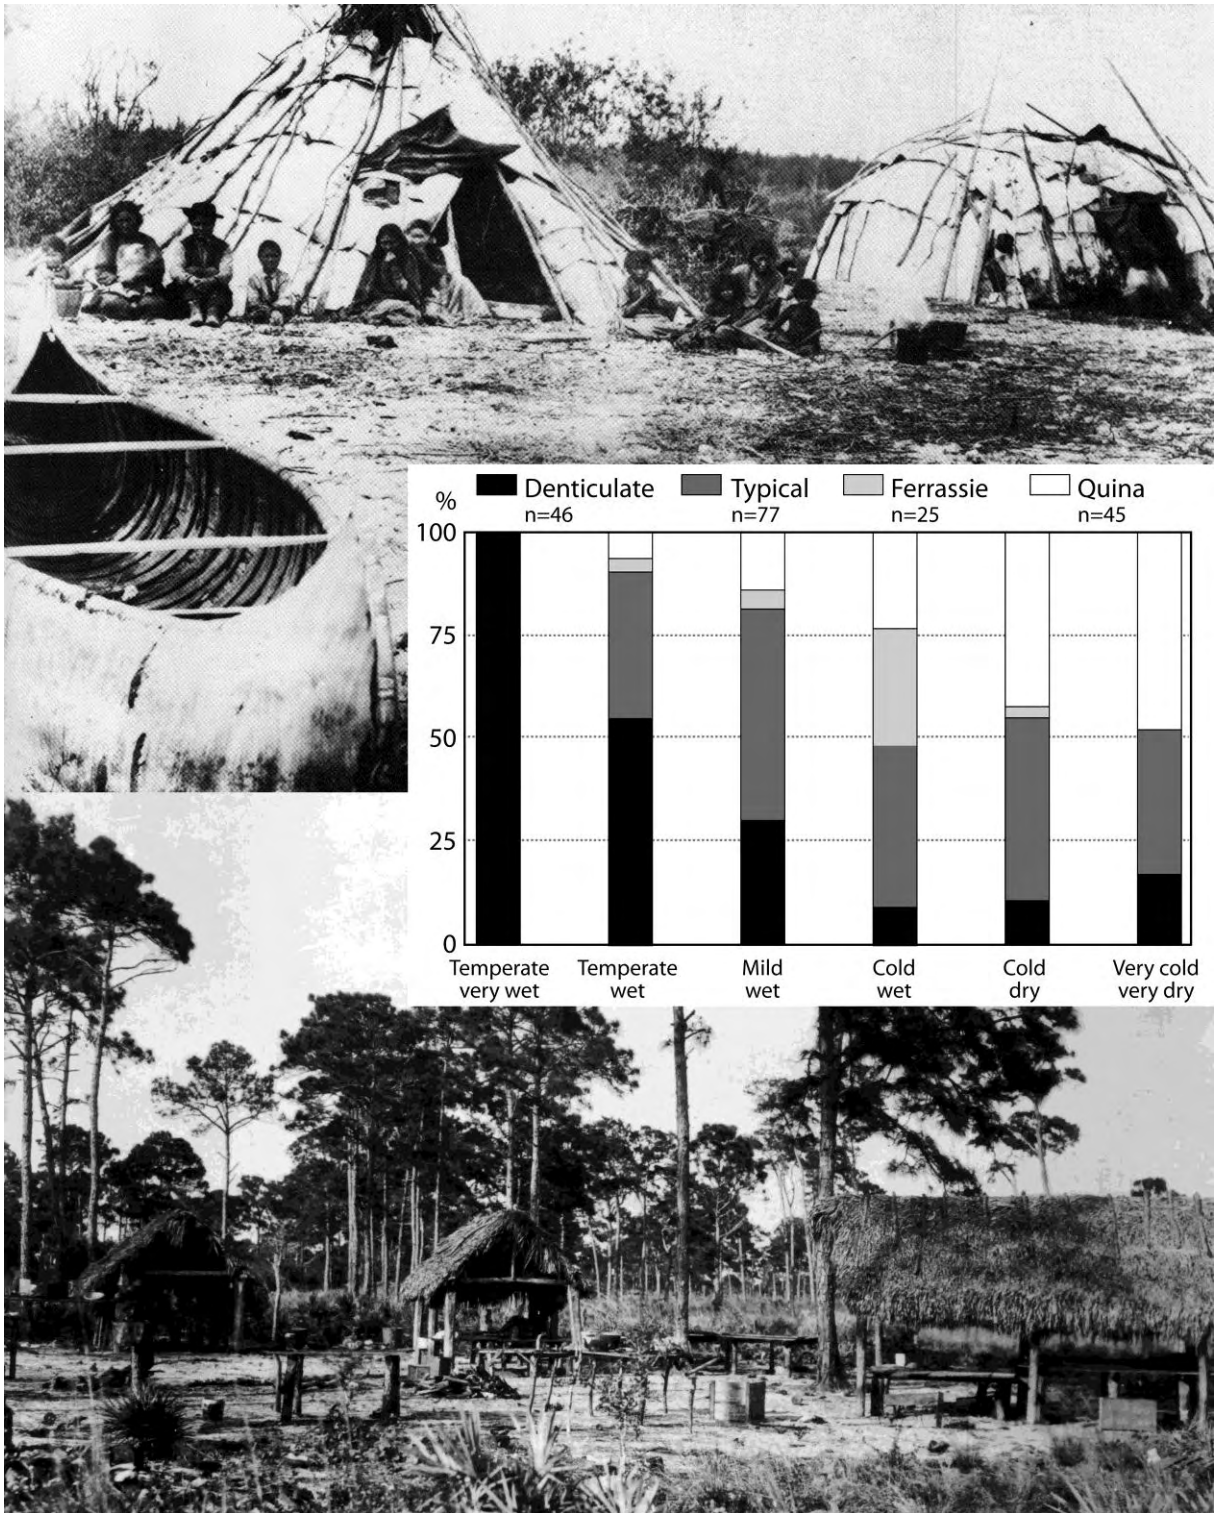 % Denticulate Typical Ferrassie Quina
n=46 n=77 n=25 n=45
100
75
50
25
0
Temperate very wet
Temperate wet
Mild wet
Cold wet
Cold dry
Very cold very dry